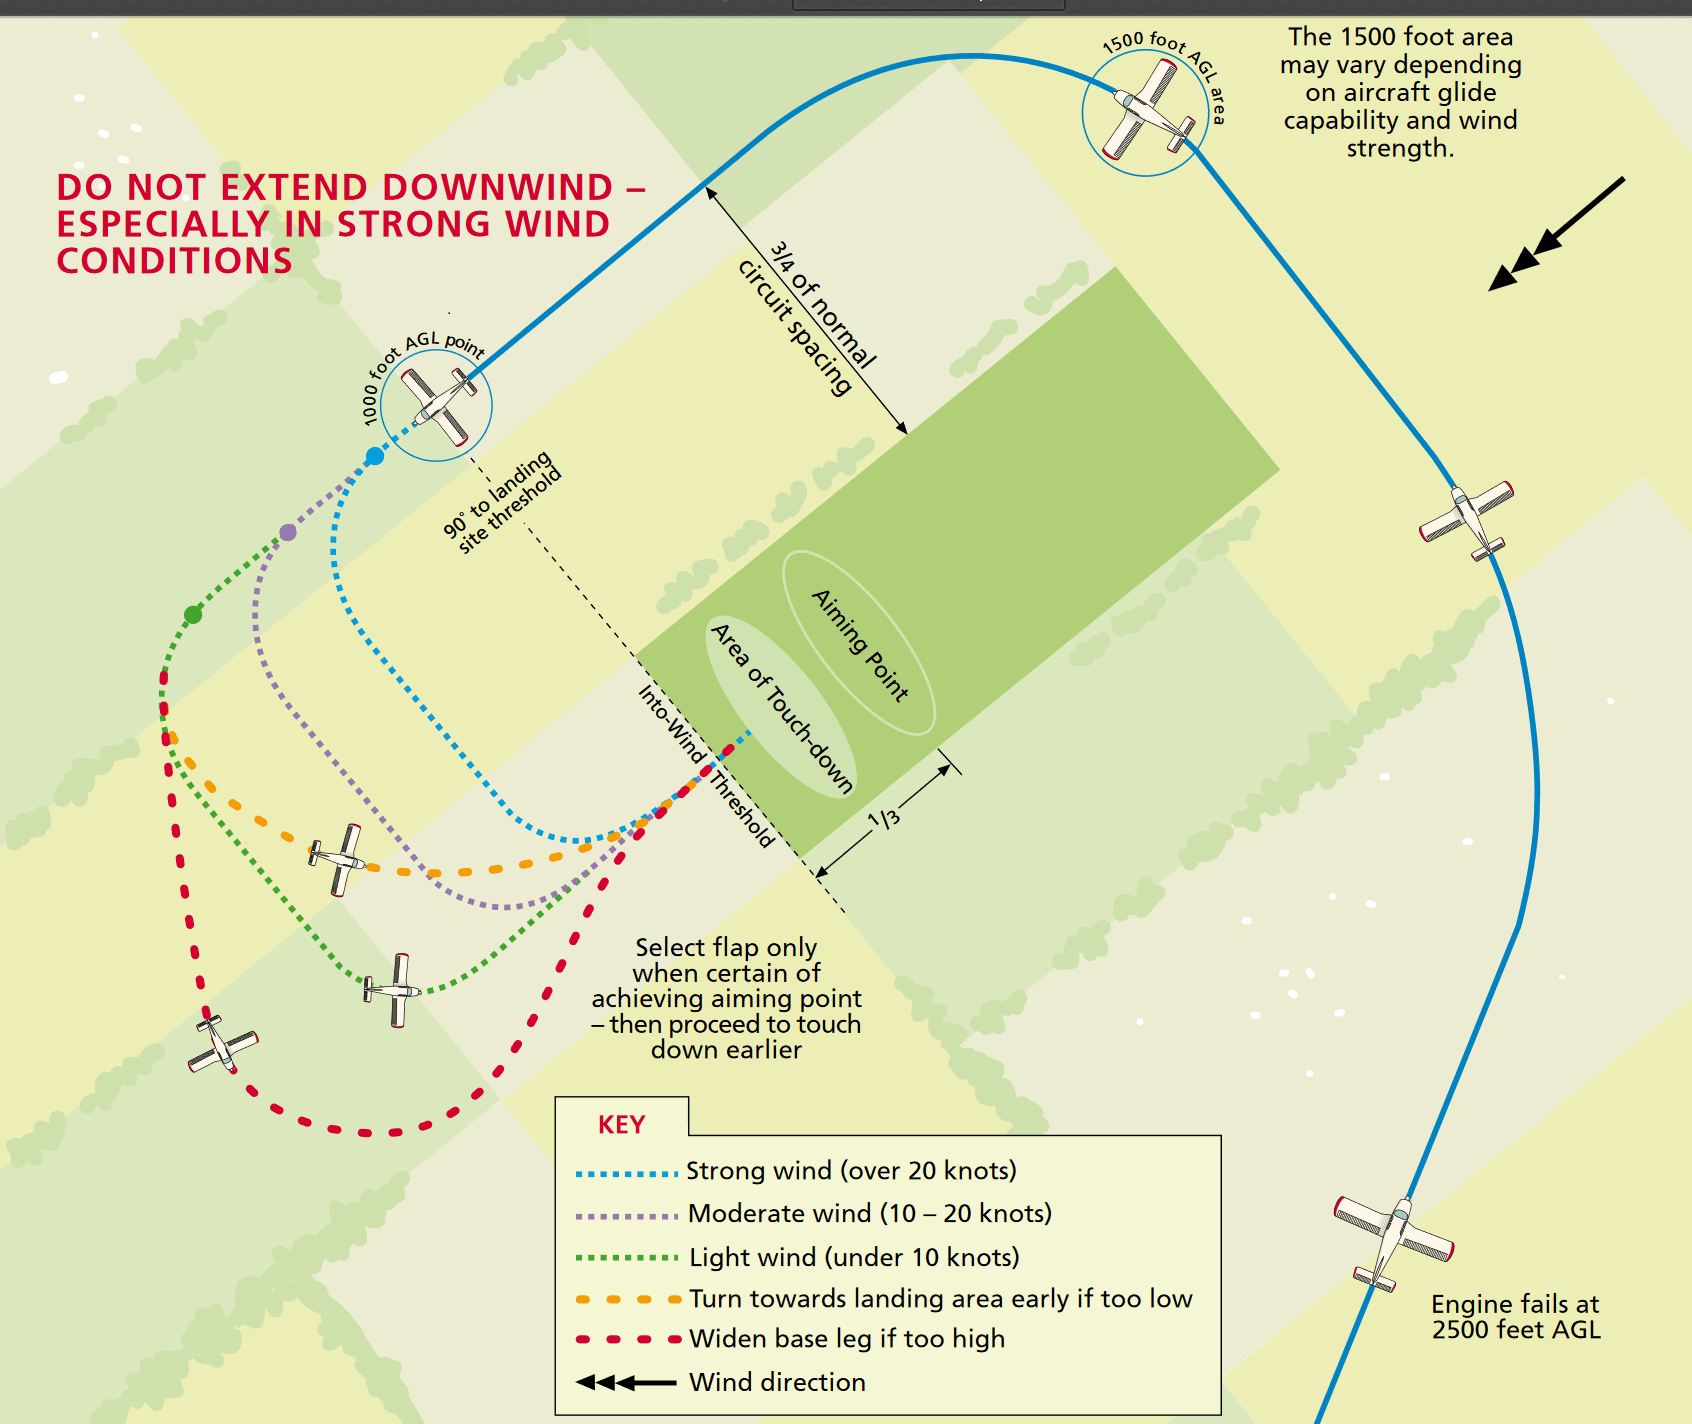 1500 foot AGL area
The 1500 foot area
may vary depending
on aircraft glide
capability and wind
strength.
DO NOT EXTEND DOWNWIND –
ESPECIALLY IN STRONG WIND
CONDITIONS
3/4 of normal
circuit spacing
1000 foot AGL point
90° to landing
site threshold
Aiming Point
Area of Touch-down
Into-Wind Threshold
1/3
Select flap only
when certain of
achieving aiming point
– then proceed to touch
down earlier
KEY
Strong wind (over 20 knots)
Moderate wind (10 – 20 knots)
Light wind (under 10 knots)
Turn towards landing area early if too low
Widen base leg if too high
Wind direction
Engine fails at
2500 feet AGL